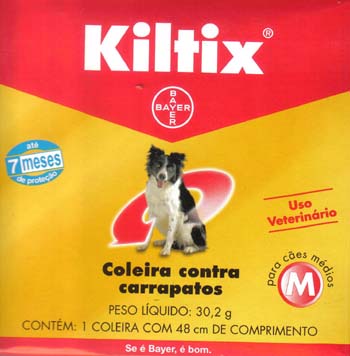 Kiltix®
BAYER
BAYER
até
7 meses
de proteção
Uso
Veterinário
para cães médios
M
Coleira contra
carrapatos
PESO LÍQUIDO: 30,2 g
CONTÉM: 1 COLEIRA COM 48 cm DE COMPRIMENTO
Se é Bayer, é bom.